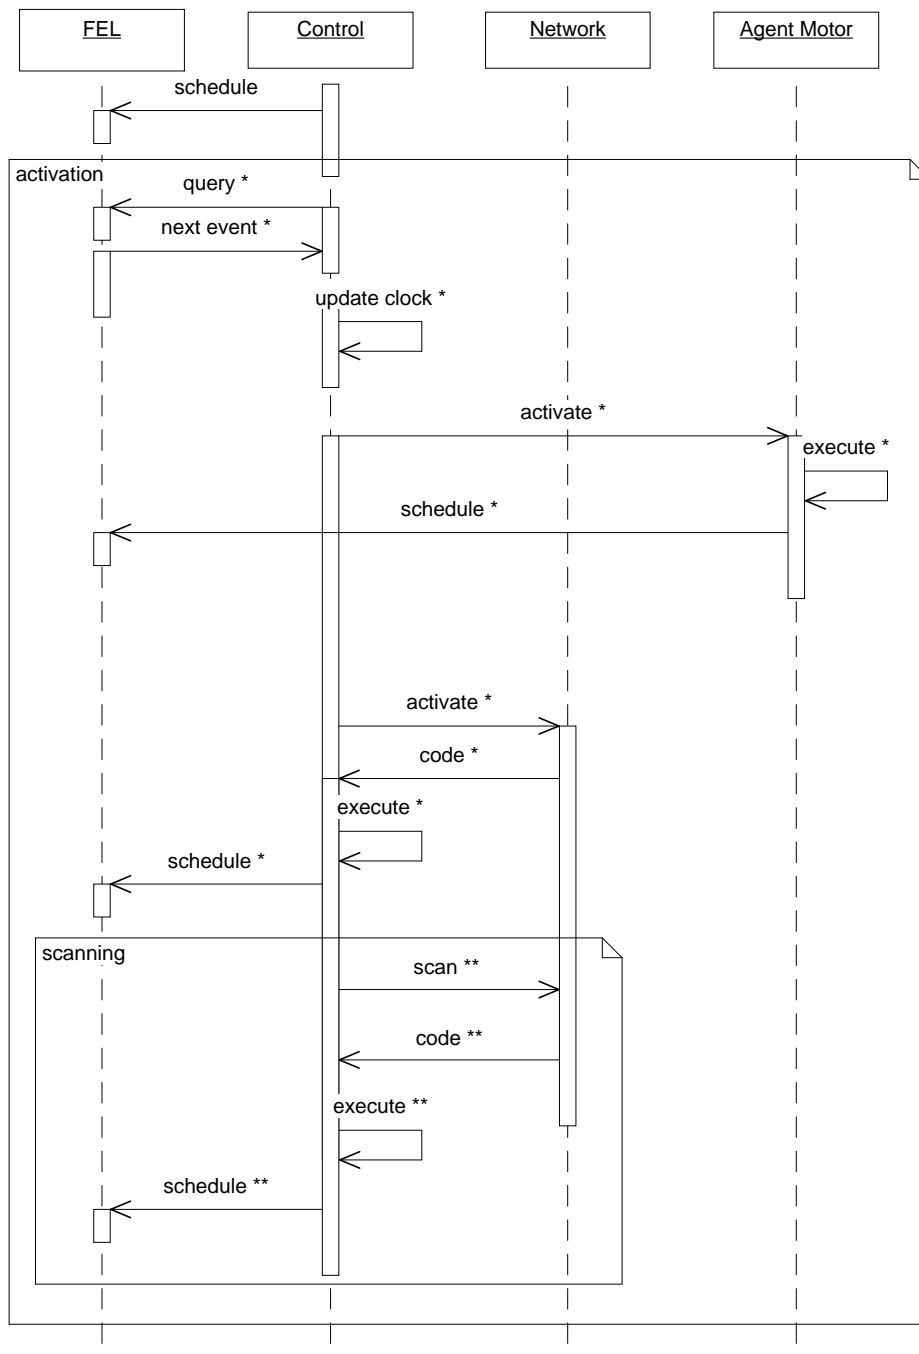 FEL
Control
Network
Agent Motor
schedule
activation
query *
next event *
update clock *
activate *
execute *
schedule *
activate *
code *
execute *
schedule *
scanning
scan **
code **
execute **
schedule **